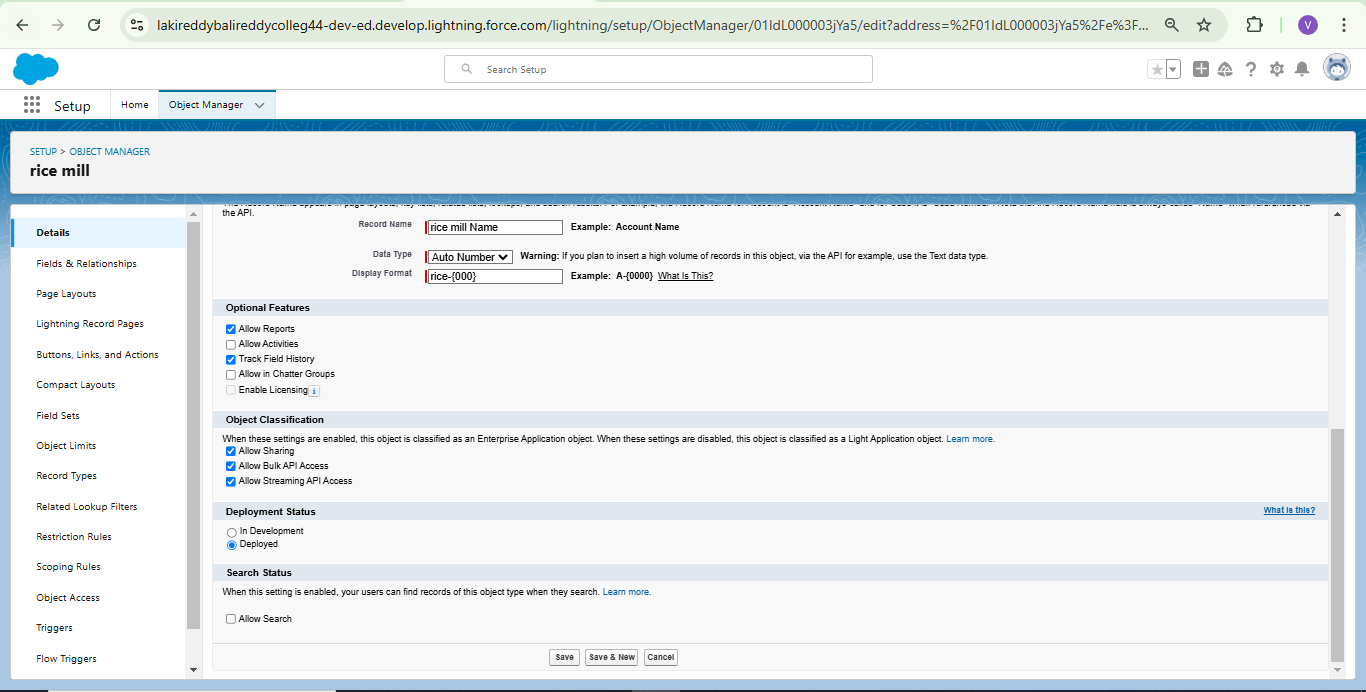 lakireddybalireddycolleg44-dev-ed.develop.lightning.force.com/lightning/setup/ObjectManager/01IdL000003jYa5/edit?address=%2F01IdL000003jYa5%2Fe%3F...
V
Search Setup
Setup
Home
Object Manager
SETUP > OBJECT MANAGER
rice mill
Details
Fields & Relationships
Page Layouts
Lightning Record Pages
Buttons, Links, and Actions
Compact Layouts
Field Sets
Object Limits
Record Types
Related Lookup Filters
Restriction Rules
Scoping Rules
Object Access
Triggers
Flow Triggers
the API.
Record Name rice mill Name Example: Account Name
Data Type Auto Number Warning: If you plan to insert a high volume of records in this object, via the API for example, use the Text data type.
Display Format rice-{000} Example: A-{0000} What Is This?
Optional Features
Allow Reports
Allow Activities
Track Field History
Allow in Chatter Groups
Enable Licensing i
Object Classification
When these settings are enabled, this object is classified as an Enterprise Application object. When these settings are disabled, this object is classified as a Light Application object. Learn more.
Allow Sharing
Allow Bulk API Access
Allow Streaming API Access
Deployment Status What is this?
In Development
Deployed
Search Status
When this setting is enabled, your users can find records of this object type when they search. Learn more.
Allow Search
Save Save & New Cancel